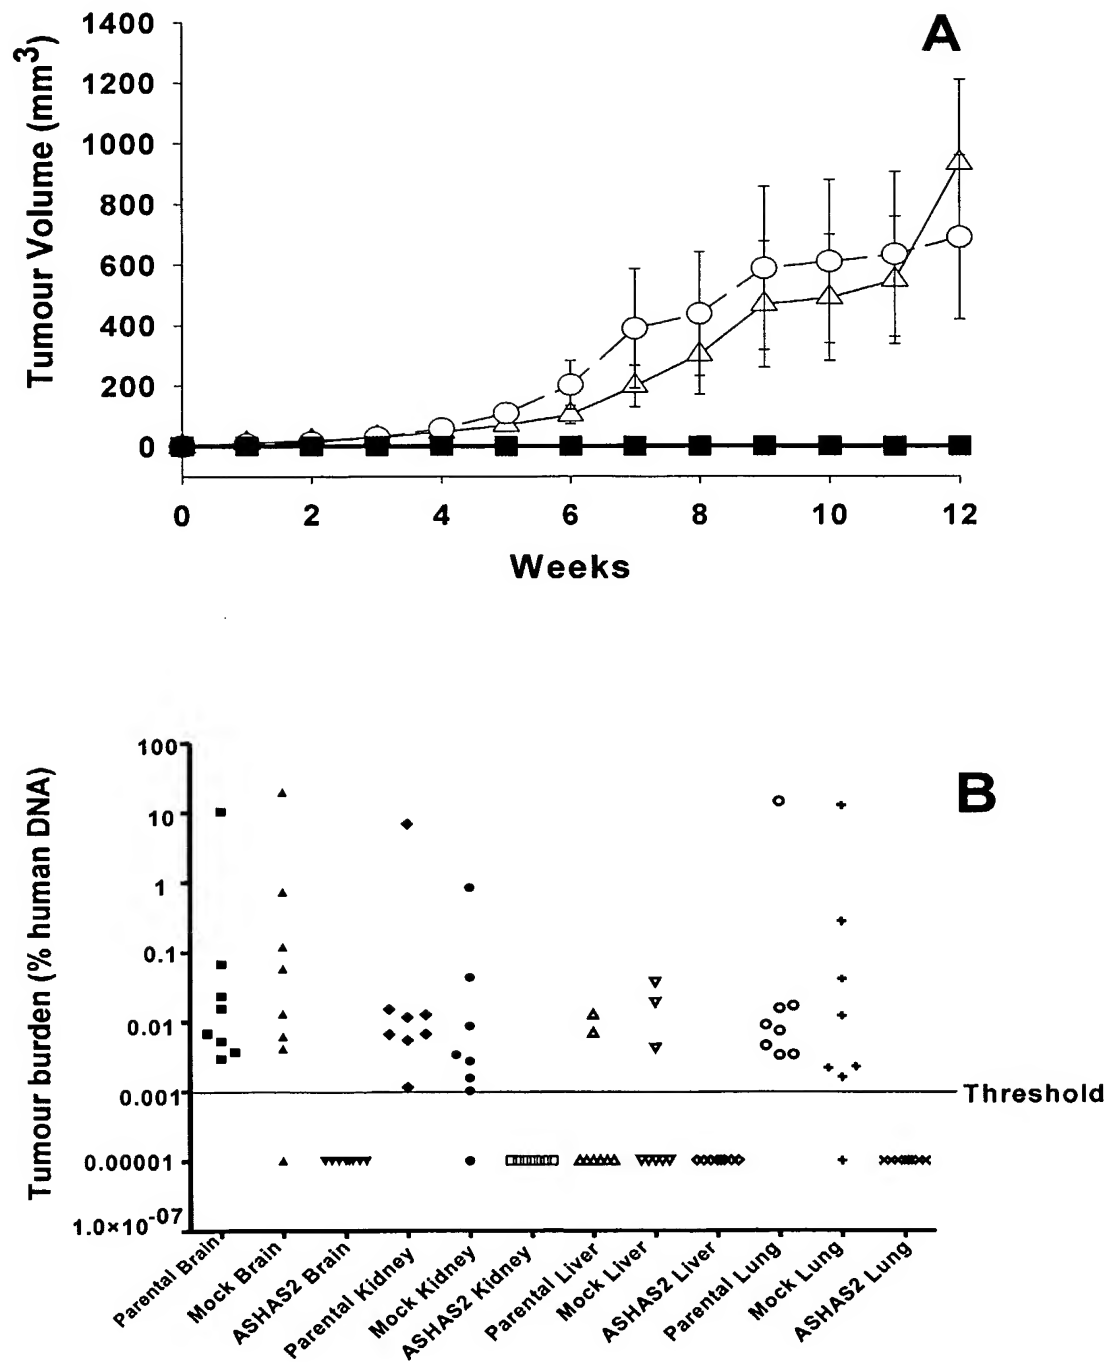 A
Tumour Volume (mm3)
1400
1200
1000
800
600
400
200
0
0 2 4 6 8 10 12
Weeks
B
Tumour burden (% human DNA)
100
10
1
0.1
0.01
0.001
Threshold
0.00001
1.0×10-07
Parental Brain
Mock Brain
ASHAS2 Brain
Parental Kidney
Mock Kidney
ASHAS2 Kidney
Parental Liver
Mock Liver
ASHAS2 Liver
Parental Lung
Mock Lung
ASHAS2 Lung